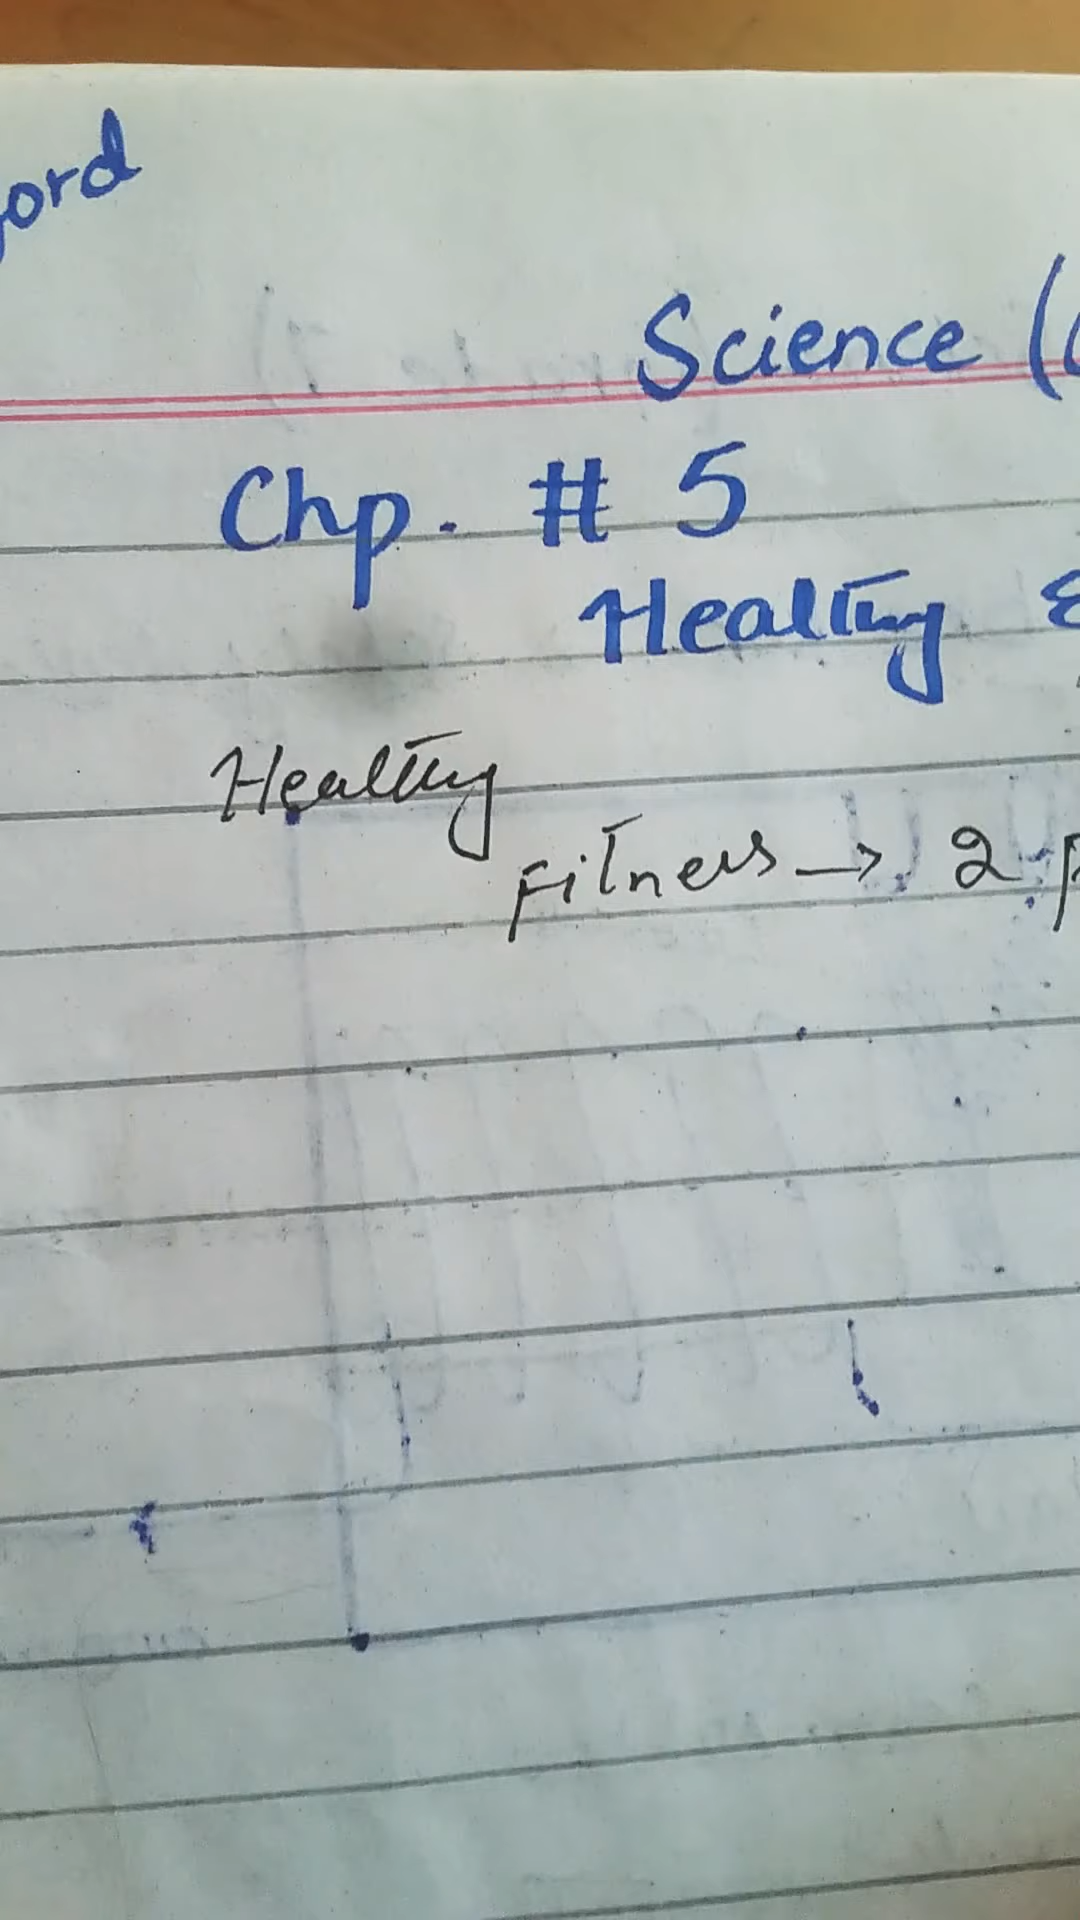 ord
Science (
Chp. # 5
Healthy &
Healthy
Fitness → 2 P